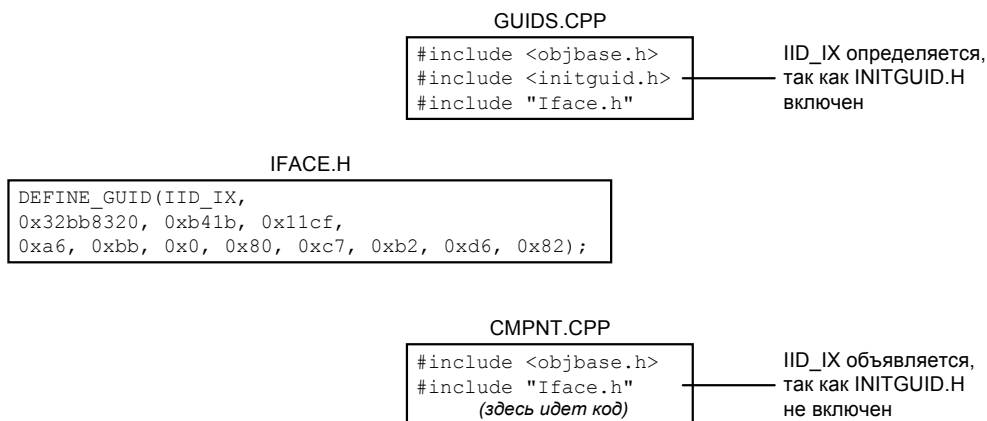 GUIDS.CPP
#include <objbase.h>
#include <initguid.h>
#include "Iface.h"
IID_IX определяется,
так как INITGUID.H
включен
IFACE.H
DEFINE_GUID(IID_IX,
0x32bb8320, 0xb41b, 0x11cf,
0xa6, 0xbb, 0x0, 0x80, 0xc7, 0xb2, 0xd6, 0x82);
CMPNT.CPP
#include <objbase.h>
#include "Iface.h"
(здесь идет код)
IID_IX объявляется,
так как INITGUID.H
не включен